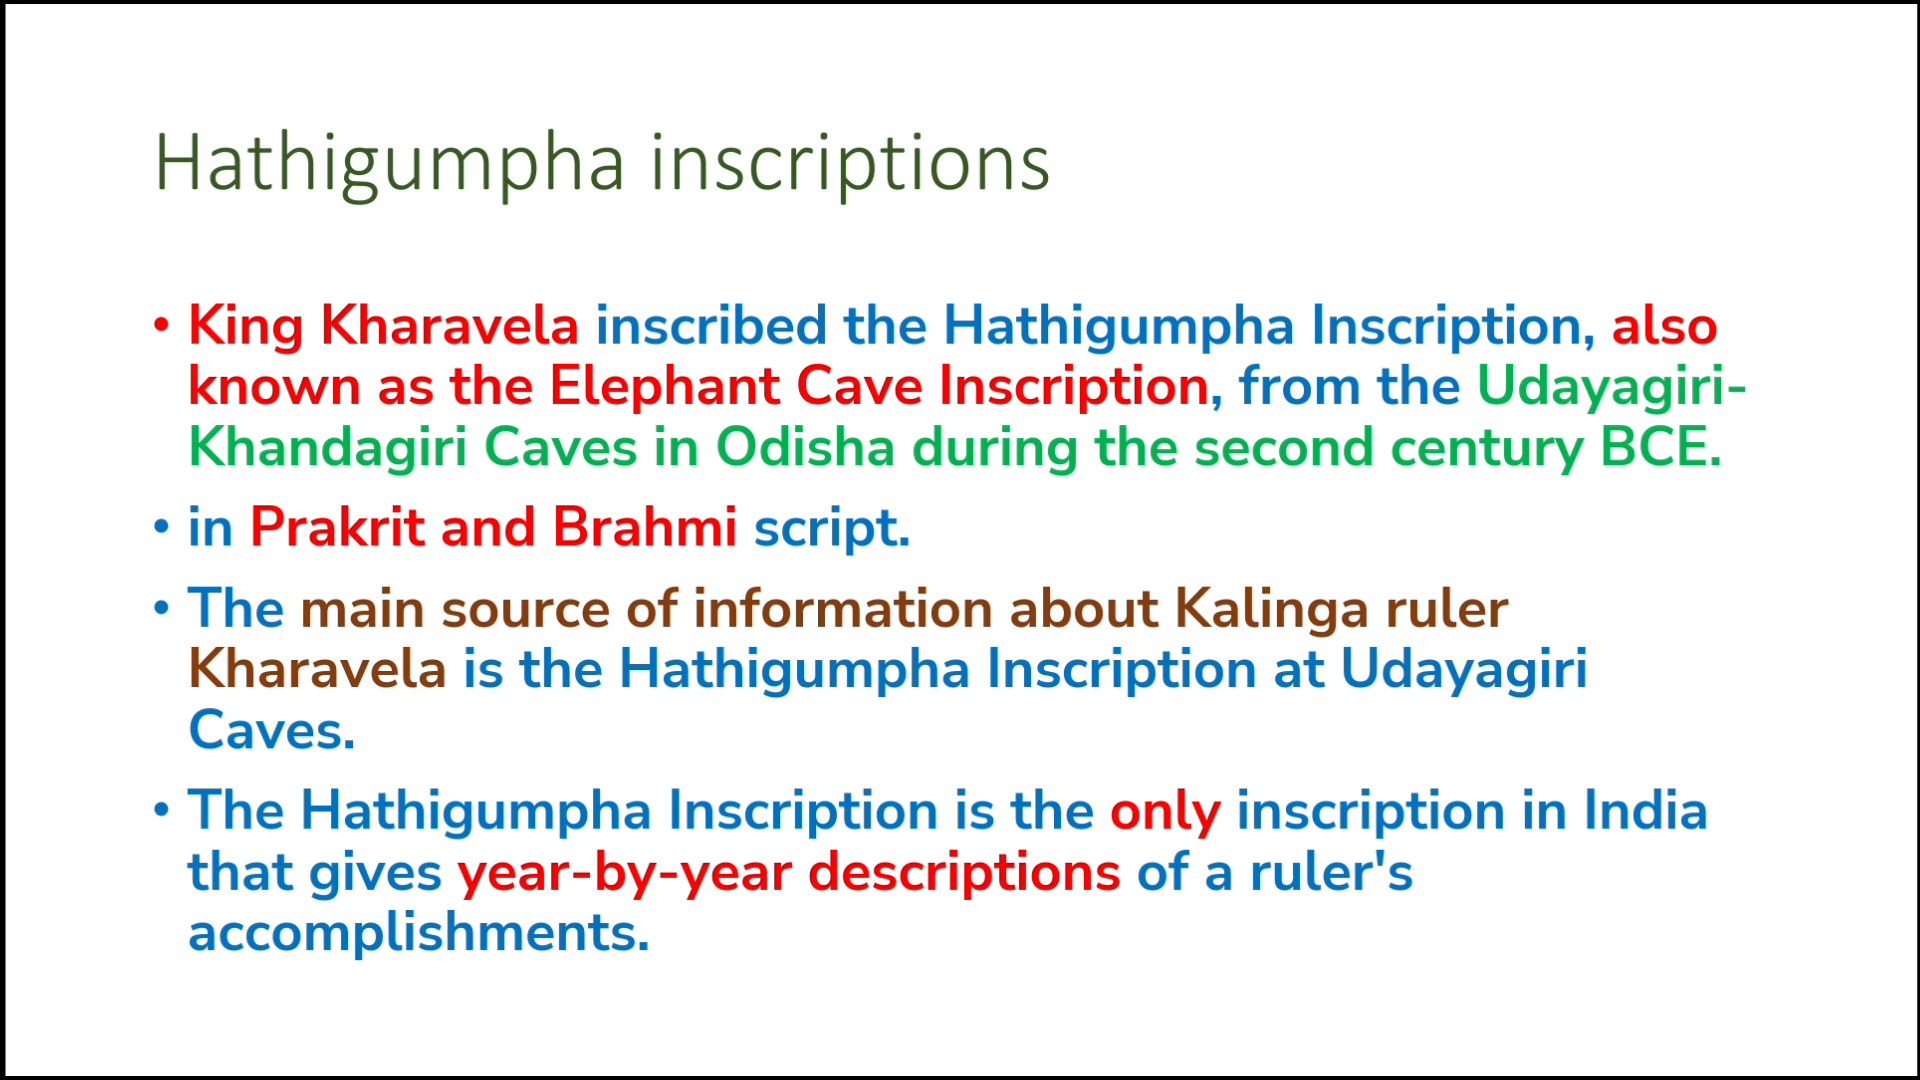 Hathigumpha inscriptions
• King Kharavela inscribed the Hathigumpha Inscription, also
known as the Elephant Cave Inscription, from the Udayagiri-
Khandagiri Caves in Odisha during the second century BCE.
• in Prakrit and Brahmi script.
• The main source of information about Kalinga ruler
Kharavela is the Hathigumpha Inscription at Udayagiri
Caves.
• The Hathigumpha Inscription is the only inscription in India
that gives year-by-year descriptions of a ruler's
accomplishments.